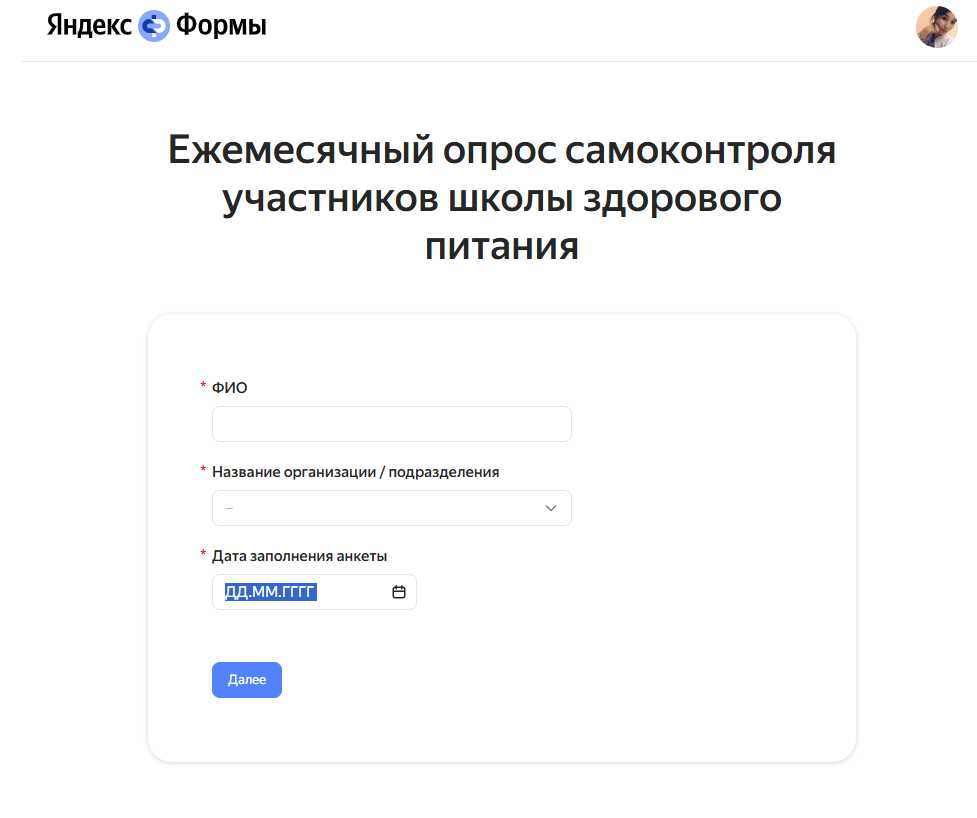 Яндекс Формы
Ежемесячный опрос самоконтроля
участников школы здорового
питания
* ФИО
* Название организации / подразделения
–
* Дата заполнения анкеты
ДД.ММ.ГГГГ
Далее